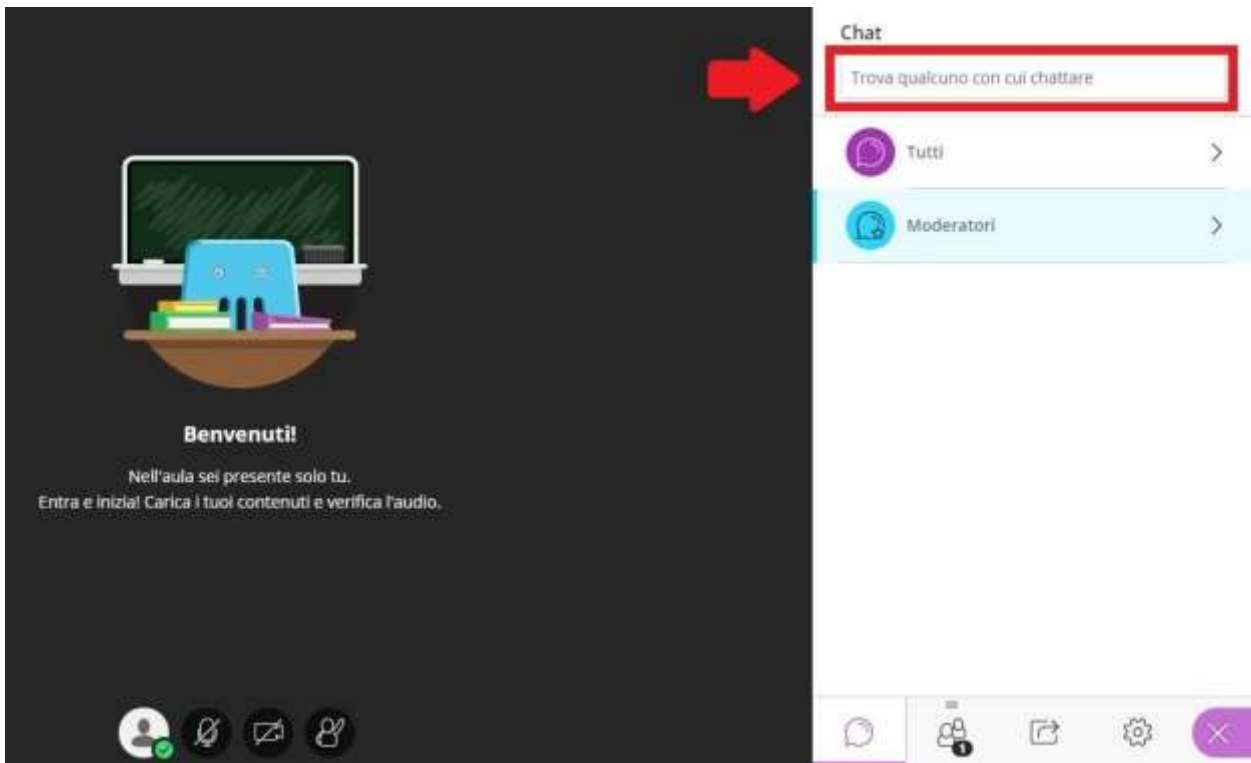 Chat
Trova qualcuno con cui chattare
Tutti
Moderatori
Benvenuti!
Nell'aula sei presente solo tu.
Entra e inizia! Carica i tuoi contenuti e verifica l'audio.
1